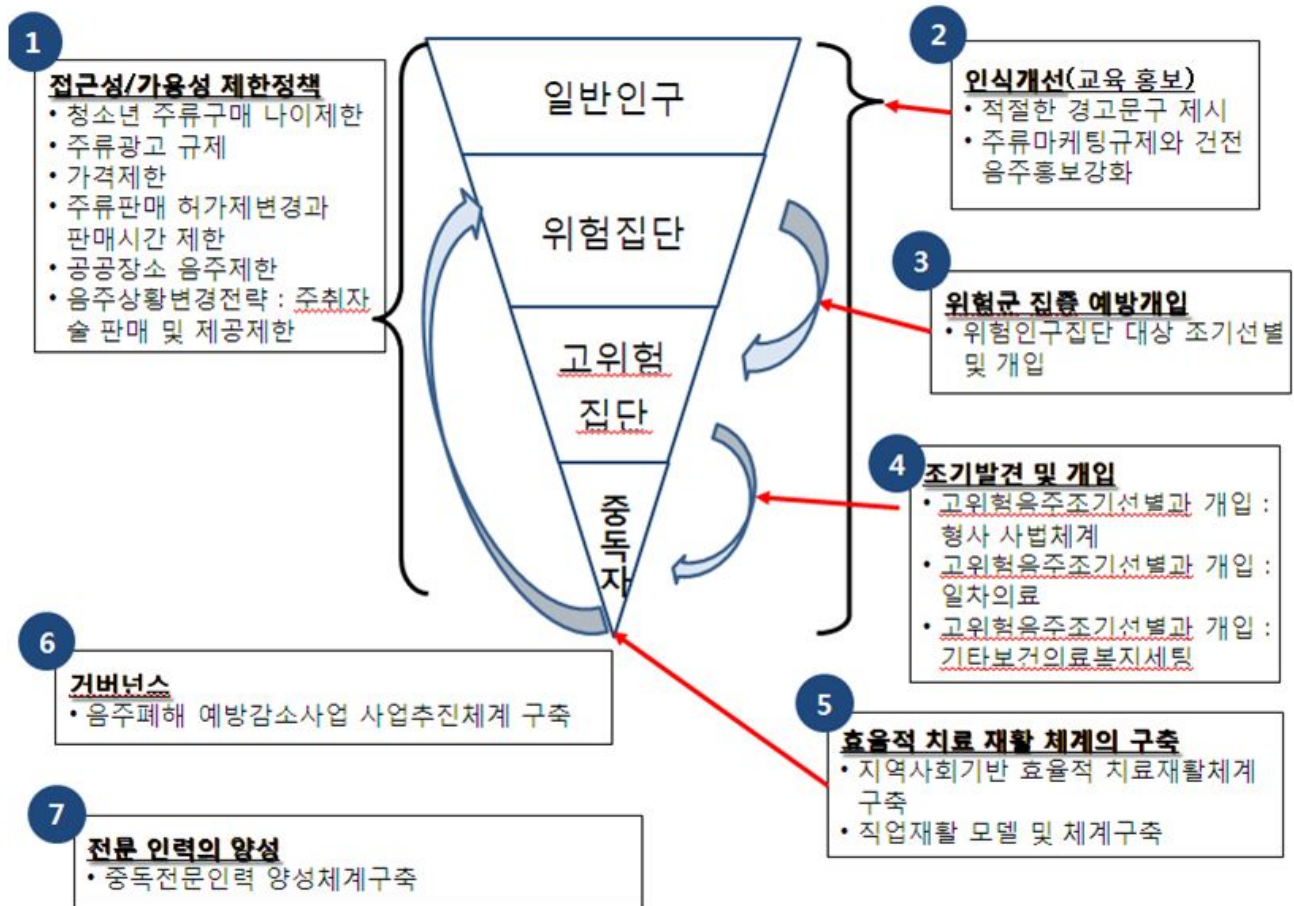 1
접근성/가용성 제한정책
• 청소년 주류구매 나이제한
• 주류광고 규제
• 가격제한
• 주류판매 허가제변경과
판매시간 제한
• 공공장소 음주제한
• 음주상황변경전략 : 주취자
술 판매 및 제공제한
일반인구
위험집단
고위험
집단
중
독
자
2
인식개선(교육 홍보)
• 적절한 경고문구 제시
• 주류마케팅규제와 건전
음주홍보강화
3
위험군 집중 예방개입
• 위험인구집단 대상 조기선별
및 개입
4
조기발견 및 개입
• 고위험음주조기선별과 개입 :
형사 사법체계
• 고위험음주조기선별과 개입 :
일차의료
• 고위험음주조기선별과 개입 :
기타보건의료복지세팅
5
효율적 치료 재활 체계의 구축
• 지역사회기반 효율적 치료재활체계
구축
• 직업재활 모델 및 체계구축
6
거버넌스
• 음주폐해 예방감소사업 사업추진체계 구축
7
전문 인력의 양성
• 중독전문인력 양성체계구축